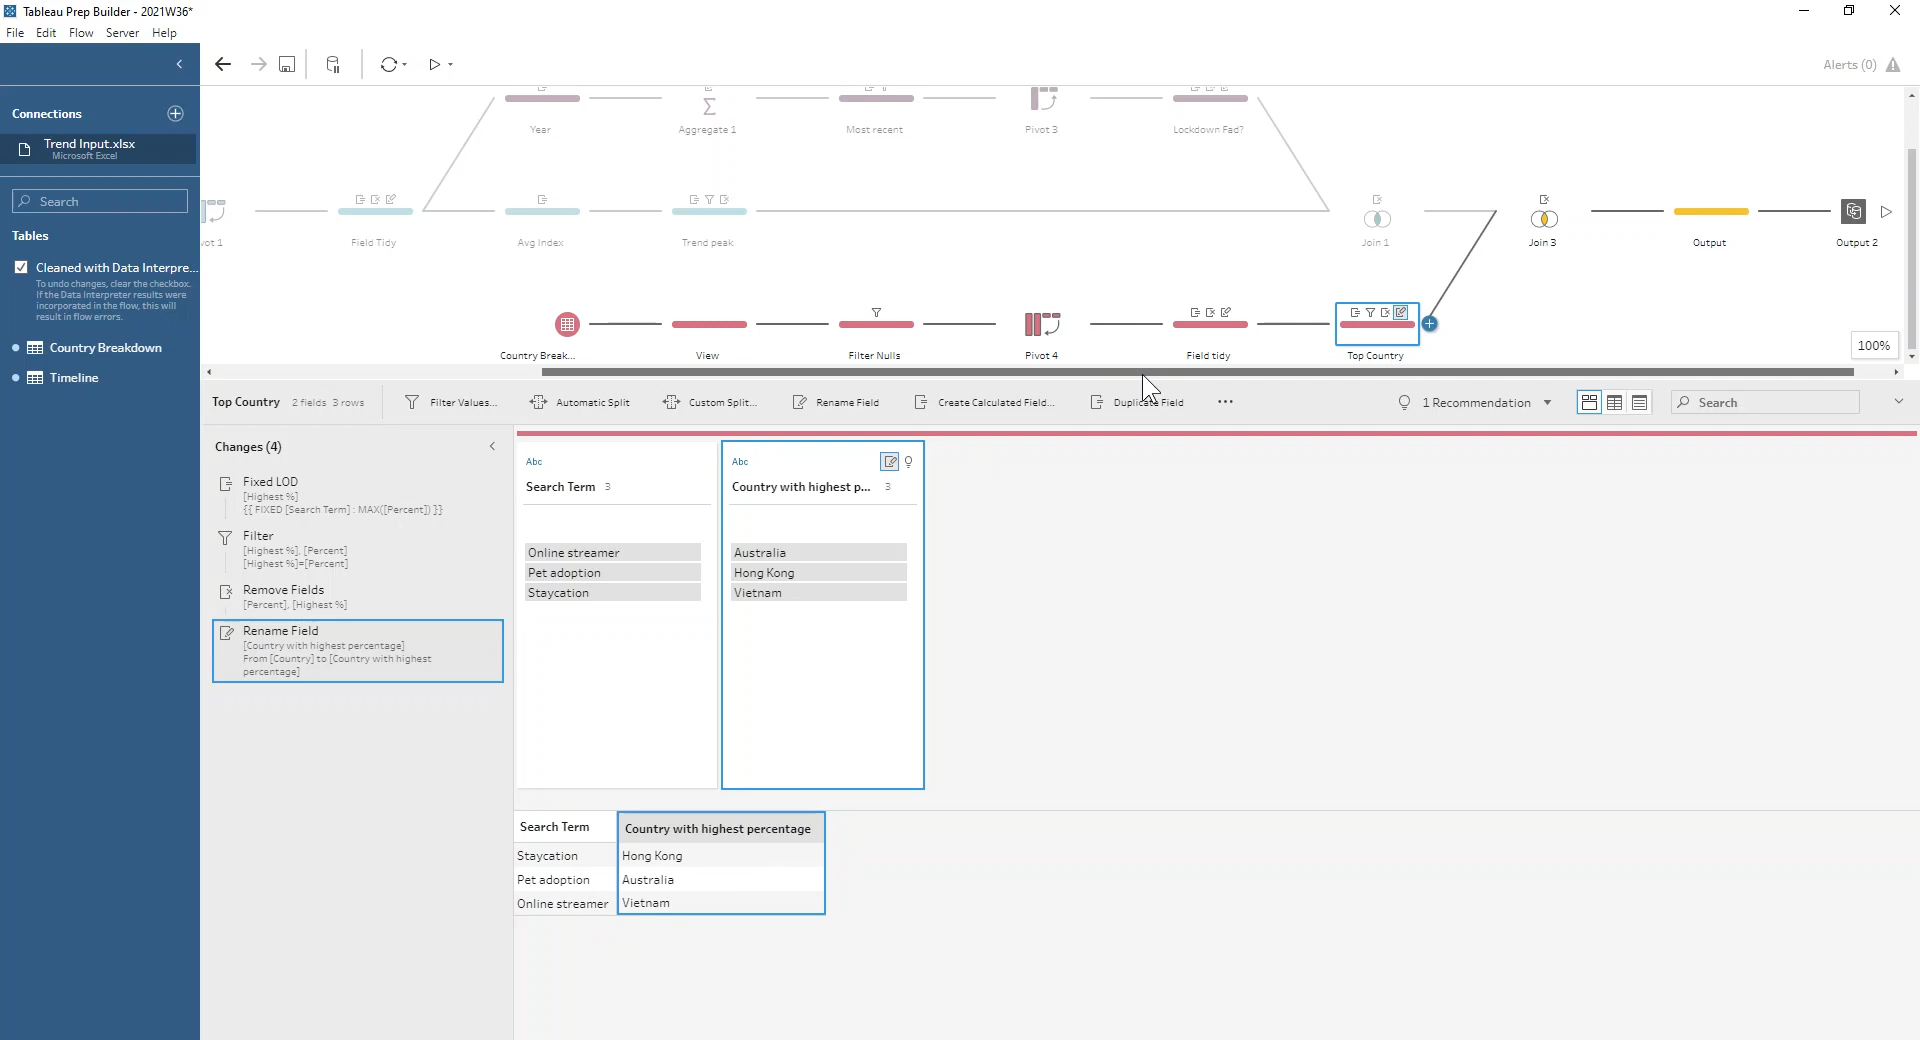 Tableau Prep Builder - 2021W36*
File Edit Flow Server Help
Alerts (0)
Connections
Trend Input.xlsx
Microsoft Excel
Search
Tables
Cleaned with Data Interpre...
To undo changes, clear the checkbox.
If the Data Interpreter results were
incorporated in the flow, this will
result in flow errors.
Country Breakdown
Timeline
Year Aggregate 1 Most recent Pivot 3 Lockdown Fad?
vot 1 Field Tidy Avg Index Trend peak Join 1 Join 3 Output Output 2
Country Break... View Filter Nulls Pivot 4 Field tidy Top Country
100%
Top Country 2 fields 3 rows Filter Values... Automatic Split Custom Split... Rename Field Create Calculated Field... Duplicate Field ••• 1 Recommendation Search
Changes (4)
Fixed LOD
[Highest %]
{{ FIXED [Search Term] : MAX([Percent]) }}
Filter
[Highest %], [Percent]
[Highest %]=[Percent]
Remove Fields
[Percent], [Highest %]
Rename Field
[Country with highest percentage]
From [Country] to [Country with highest
percentage]
Abc
Search Term 3
Online streamer
Pet adoption
Staycation
Abc
Country with highest p... 3
Australia
Hong Kong
Vietnam
Search Term Country with highest percentage
Staycation Hong Kong
Pet adoption Australia
Online streamer Vietnam